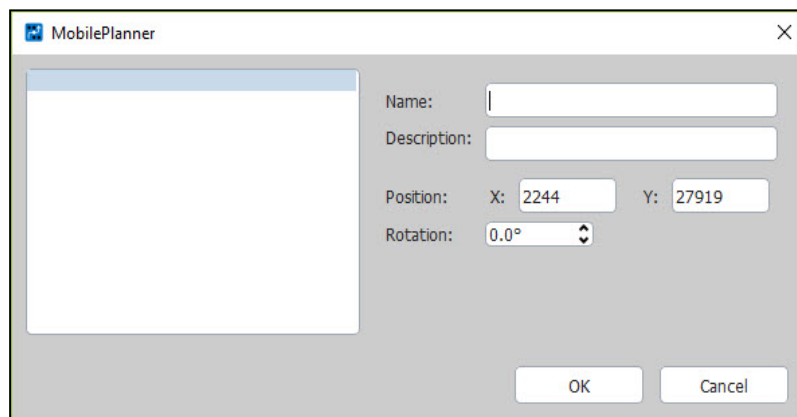 MobilePlanner
Name:
Description:
Position: X: 2244 Y: 27919
Rotation: 0.0°
OK Cancel